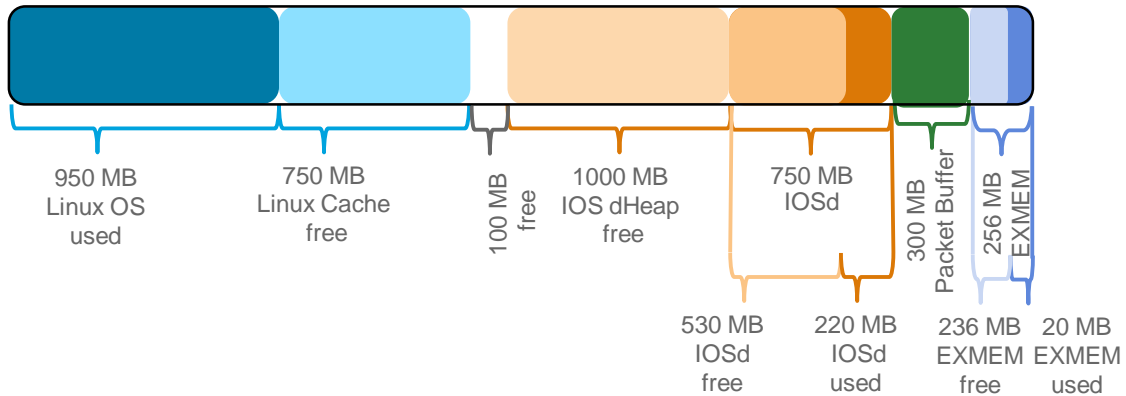 950 MB
Linux OS
used
750 MB
Linux Cache
free
100 MB
free
1000 MB
IOS dHeap
free
750 MB
IOSd
300 MB
Packet Buffer
256 MB
EXMEM
530 MB
IOSd
free
220 MB
IOSd
used
236 MB
EXMEM
free
20 MB
EXMEM
used